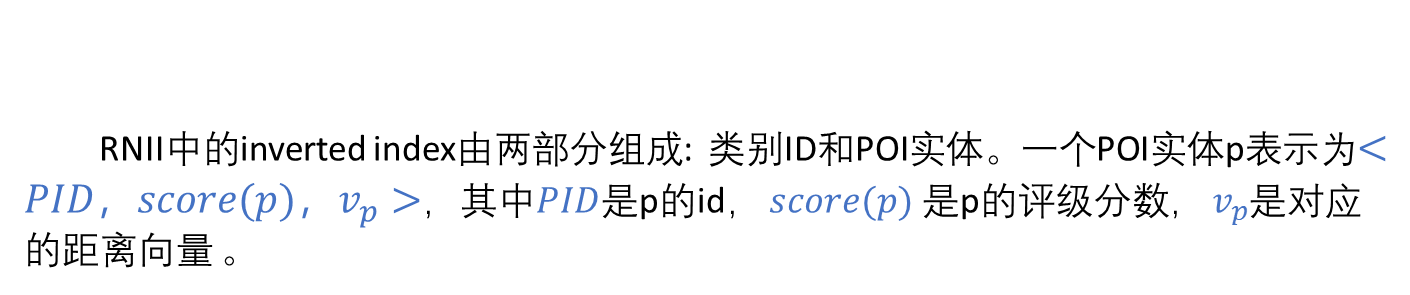 RNII中的inverted index由两部分组成: 类别ID和POI实体。一个POI实体p表示为<
PID，score(p)，vₚ >，其中PID是p的id， score(p) 是p的评级分数， vₚ是对应
的距离向量 。